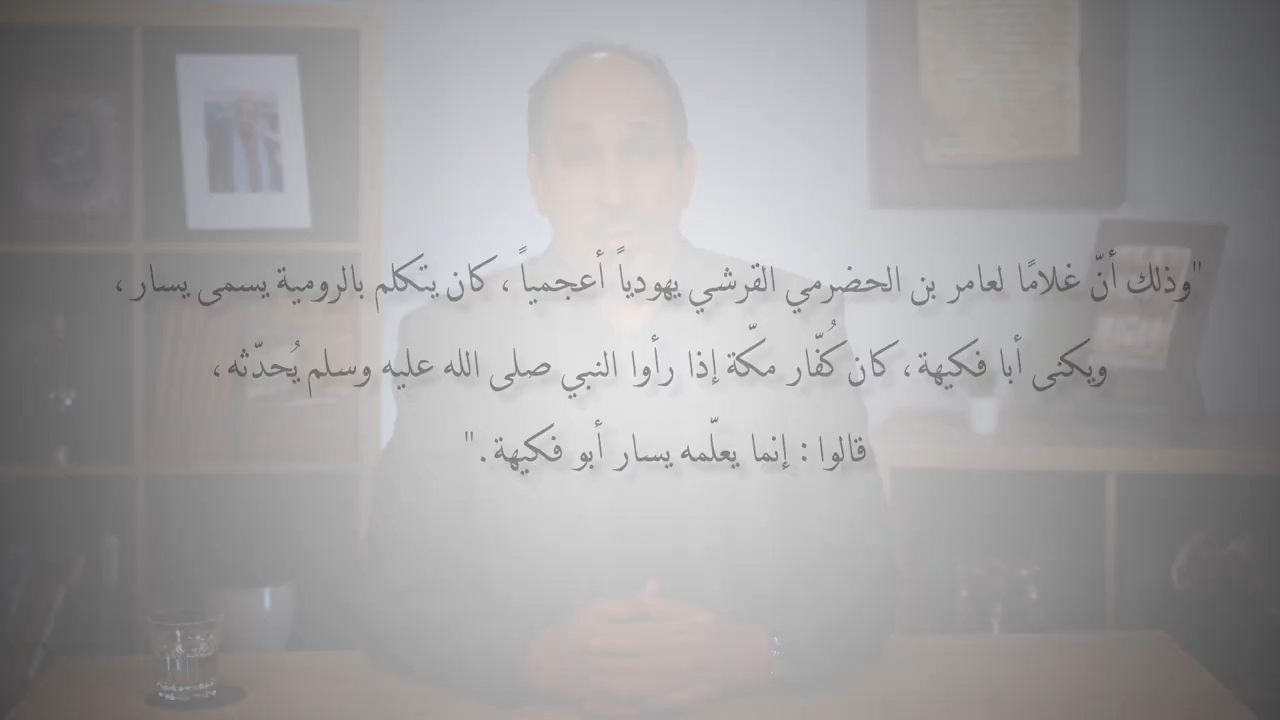 "وذلك أنّ غلامًا لعامر بن الحضرمي القرشي يهودياً أعجمياً ، كان يتكلم بالرومية يسمى يسار ،
ويكنى أبا فكيهة، كان كُفّار مكّة إذا رأوا النبي صلى الله عليه وسلم يُحدّثه،
قالوا : إنما يعلّمه يسار أبو فكيهة."